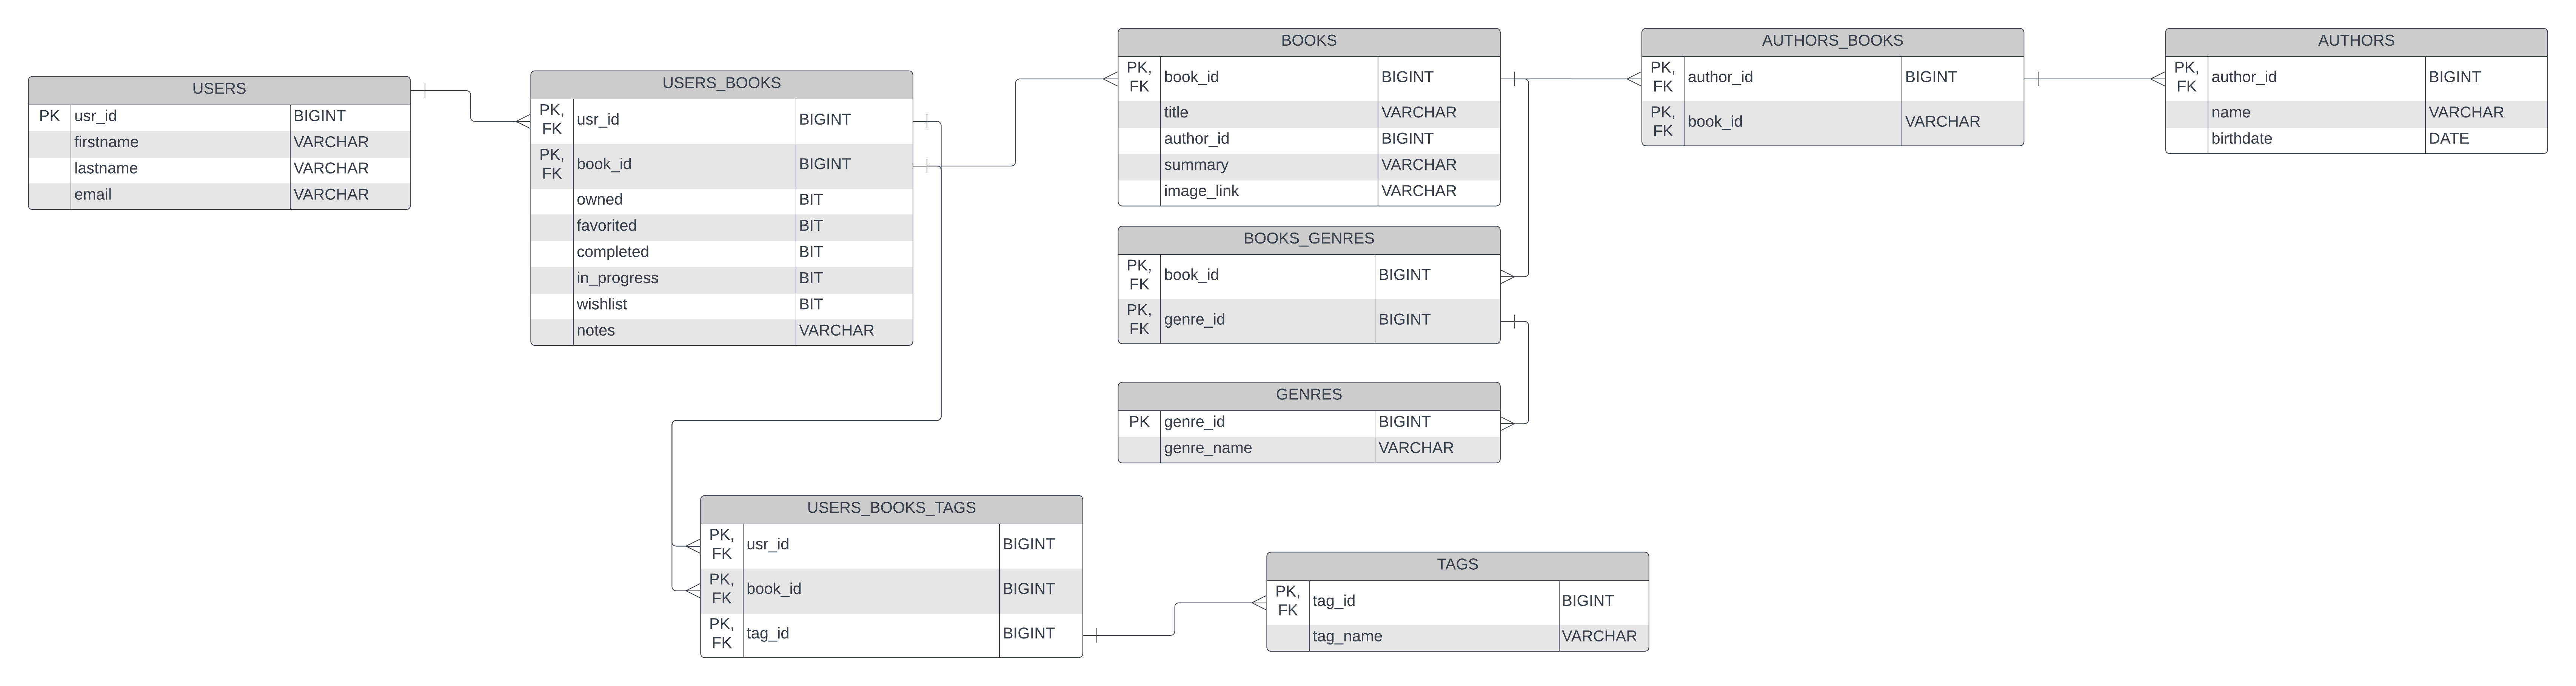 USERS
PK usr_id BIGINT
firstname VARCHAR
lastname VARCHAR
email VARCHAR
USERS_BOOKS
PK,
FK usr_id BIGINT
PK,
FK book_id BIGINT
owned BIT
favorited BIT
completed BIT
in_progress BIT
wishlist BIT
notes VARCHAR
BOOKS
PK,
FK book_id BIGINT
title VARCHAR
author_id BIGINT
summary VARCHAR
image_link VARCHAR
AUTHORS_BOOKS
PK,
FK author_id BIGINT
PK,
FK book_id VARCHAR
AUTHORS
PK,
FK author_id BIGINT
name VARCHAR
birthdate DATE
BOOKS_GENRES
PK,
FK book_id BIGINT
PK,
FK genre_id BIGINT
GENRES
PK genre_id BIGINT
genre_name VARCHAR
USERS_BOOKS_TAGS
PK,
FK usr_id BIGINT
PK,
FK book_id BIGINT
PK,
FK tag_id BIGINT
TAGS
PK,
FK tag_id BIGINT
tag_name VARCHAR